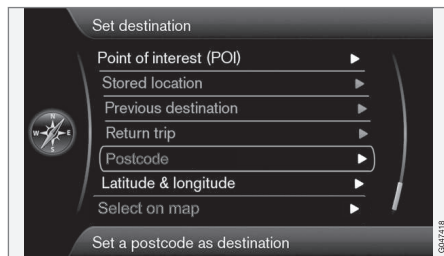 Set destination
Point of interest (POI)
Stored location
Previous destination
Return trip
Postcode
Latitude & longitude
Select on map
Set a postcode as destination
N
W
E
S
G047418